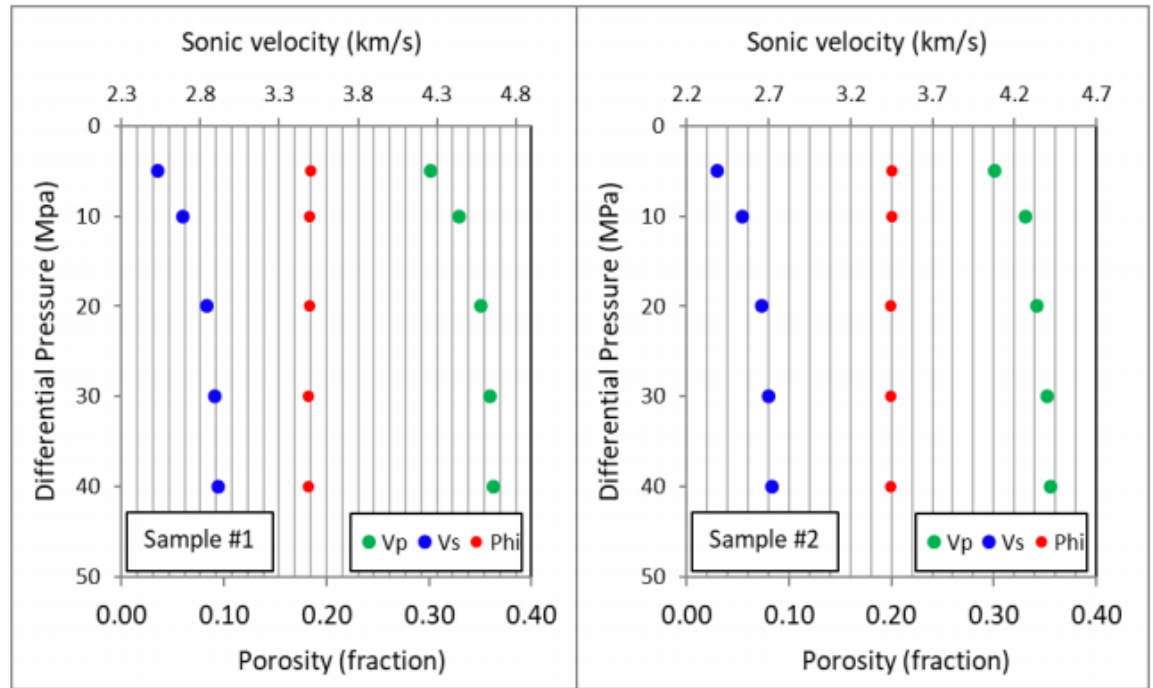 Sonic velocity (km/s)
2.3 2.8 3.3 3.8 4.3 4.8
Differential Pressure (Mpa)
0
10
20
30
40
50
Sample #1
Vp Vs Phi
0.00 0.10 0.20 0.30 0.40
Porosity (fraction)
Sonic velocity (km/s)
2.2 2.7 3.2 3.7 4.2 4.7
Differential Pressure (MPa)
0
10
20
30
40
50
Sample #2
Vp Vs Phi
0.00 0.10 0.20 0.30 0.40
Porosity (fraction)